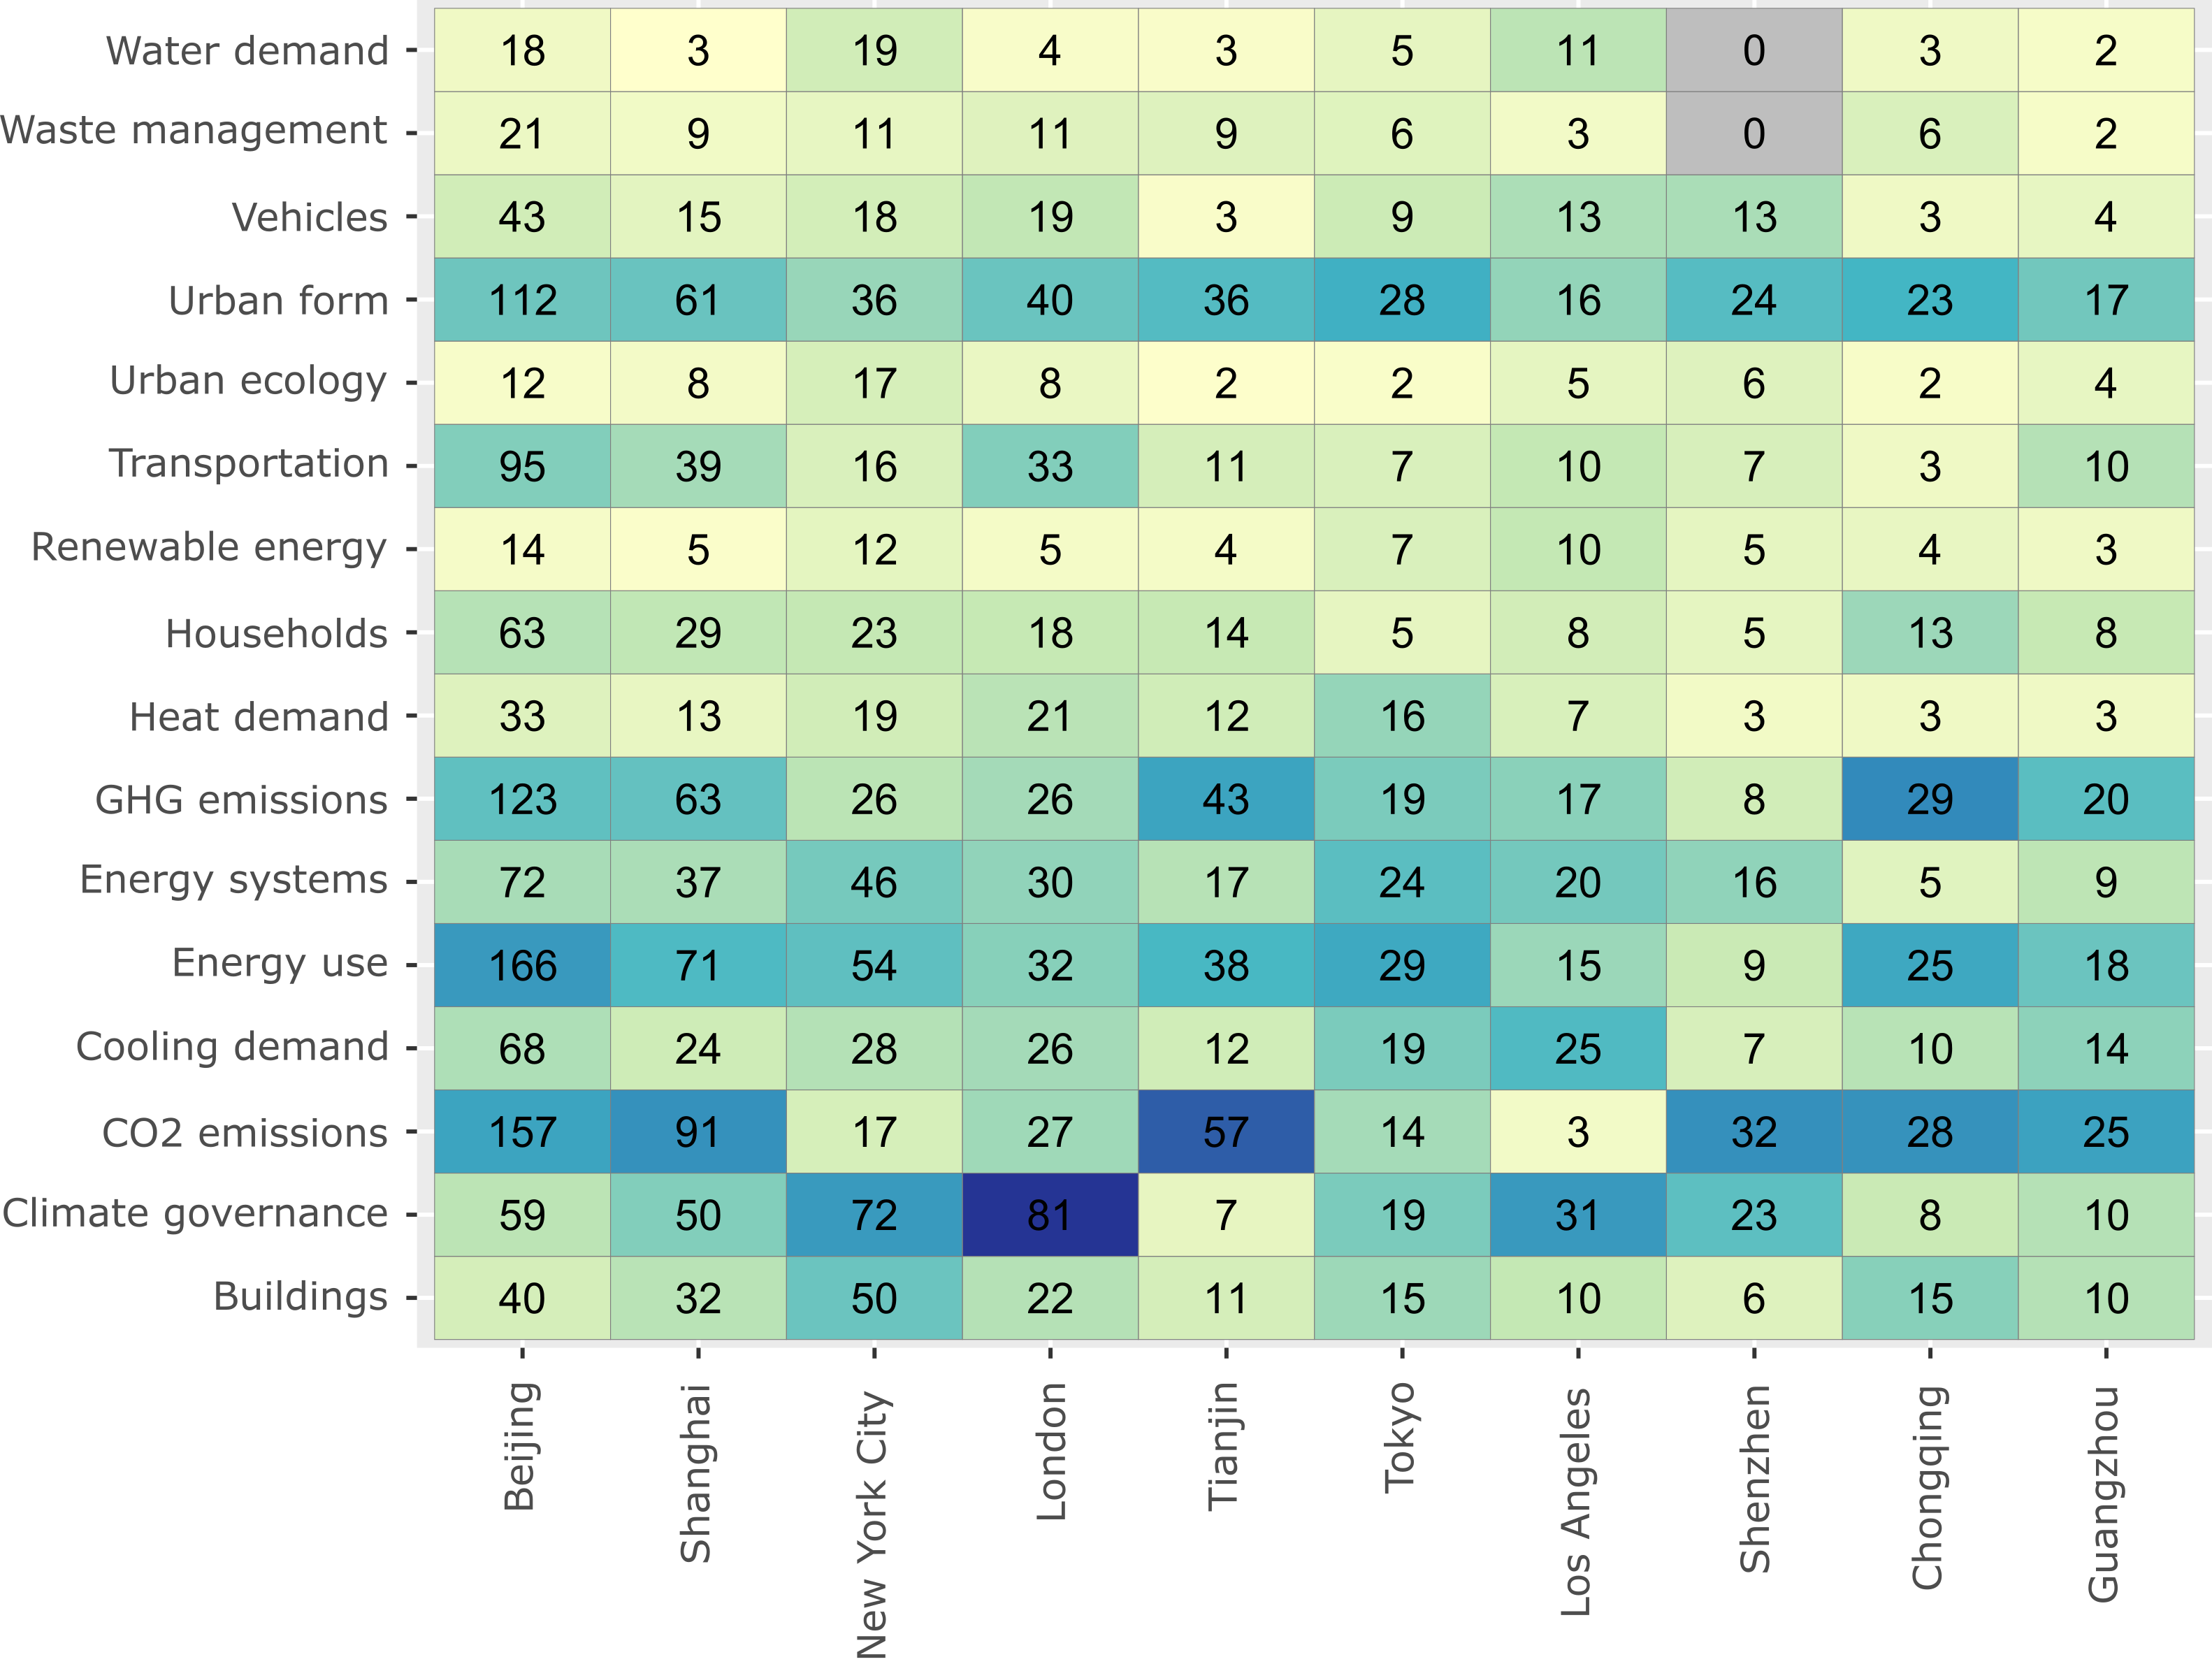 Water demand 18 3 19 4 3 5 11 0 3 2
Waste management 21 9 11 11 9 6 3 0 6 2
Vehicles 43 15 18 19 3 9 13 13 3 4
Urban form 112 61 36 40 36 28 16 24 23 17
Urban ecology 12 8 17 8 2 2 5 6 2 4
Transportation 95 39 16 33 11 7 10 7 3 10
Renewable energy 14 5 12 5 4 7 10 5 4 3
Households 63 29 23 18 14 5 8 5 13 8
Heat demand 33 13 19 21 12 16 7 3 3 3
GHG emissions 123 63 26 26 43 19 17 8 29 20
Energy systems 72 37 46 30 17 24 20 16 5 9
Energy use 166 71 54 32 38 29 15 9 25 18
Cooling demand 68 24 28 26 12 19 25 7 10 14
CO2 emissions 157 91 17 27 57 14 3 32 28 25
Climate governance 59 50 72 81 7 19 31 23 8 10
Buildings 40 32 50 22 11 15 10 6 15 10
Beijing
Shanghai
New York City
London
Tianjin
Tokyo
Los Angeles
Shenzhen
Chongqing
Guangzhou